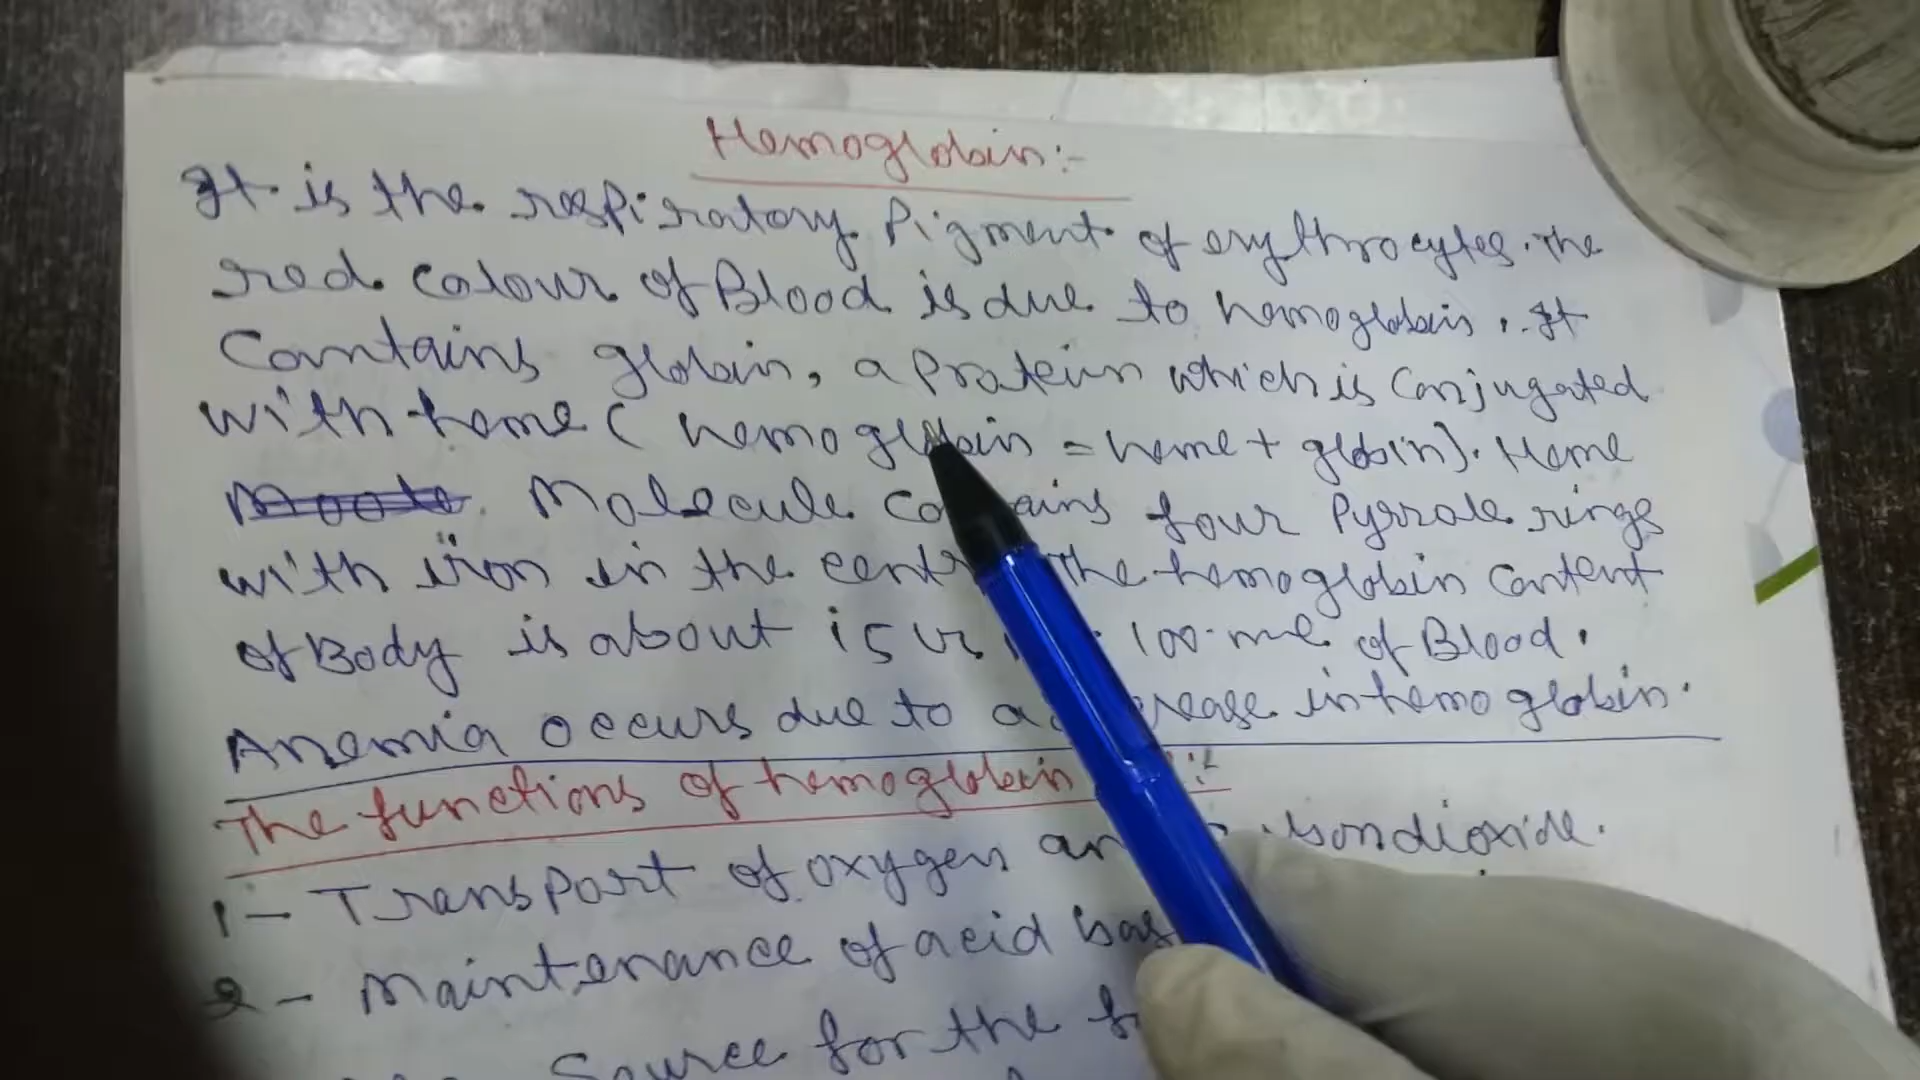 Hemoglobin:-
It is the respiratory Pigment of erythrocytes. The
red colour of Blood is due to hemoglobin. It
Contains globin, a Protein which is Conjugated
with heme ( hemoglobin = heme + globin). Heme
Molecule contains four Pyrrole rings
with iron in the The hemoglobin content
of Body is about 15 100 ml of Blood.
Anemia occurs due to in hemoglobin.
The functions of hemoglobin
1- Transport of oxygen
2- Maintenance of acid
Source for the